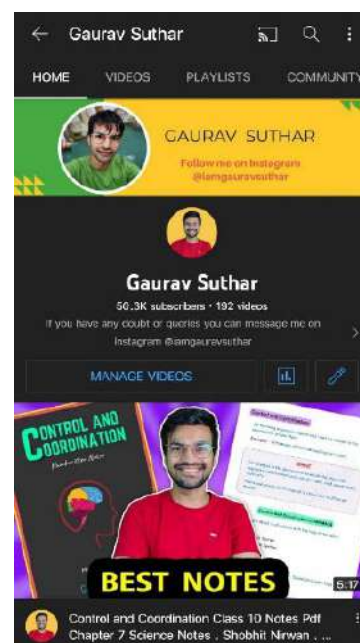 Gaurav Suthar
HOME VIDEOS PLAYLISTS COMMUNITY
GAURAV SUTHAR
Follow me on Instagram
@iamgauravsuthar
Gaurav Suthar
50.3K subscribers • 192 videos
If you have any doubt or queries you can message me on
Instagram @iamgauravsuthar
MANAGE VIDEOS
CONTROL AND
COORDINATION
BEST NOTES
5:17
Control and Coordination Class 10 Notes Pdf
Chapter 7 Science Notes . Shobhit Nirwan . ...